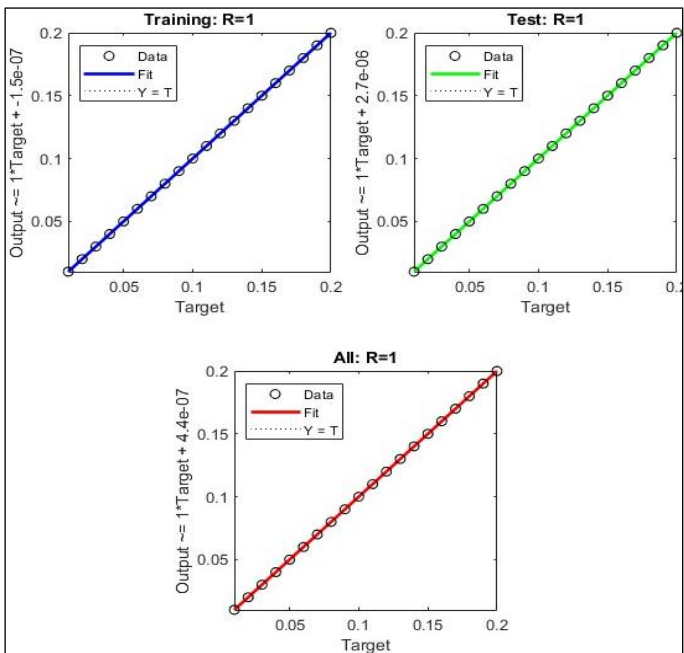 Training: R=1
Output ~= 1*Target + -1.5e-07
0.2
0.15
0.1
0.05
Data
Fit
Y = T
0.05 0.1 0.15 0.2
Target
Test: R=1
Output ~= 1*Target + 2.7e-06
0.2
0.15
0.1
0.05
Data
Fit
Y = T
0.05 0.1 0.15 0.2
Target
All: R=1
Output ~= 1*Target + 4.4e-07
0.2
0.15
0.1
0.05
Data
Fit
Y = T
0.05 0.1 0.15 0.2
Target